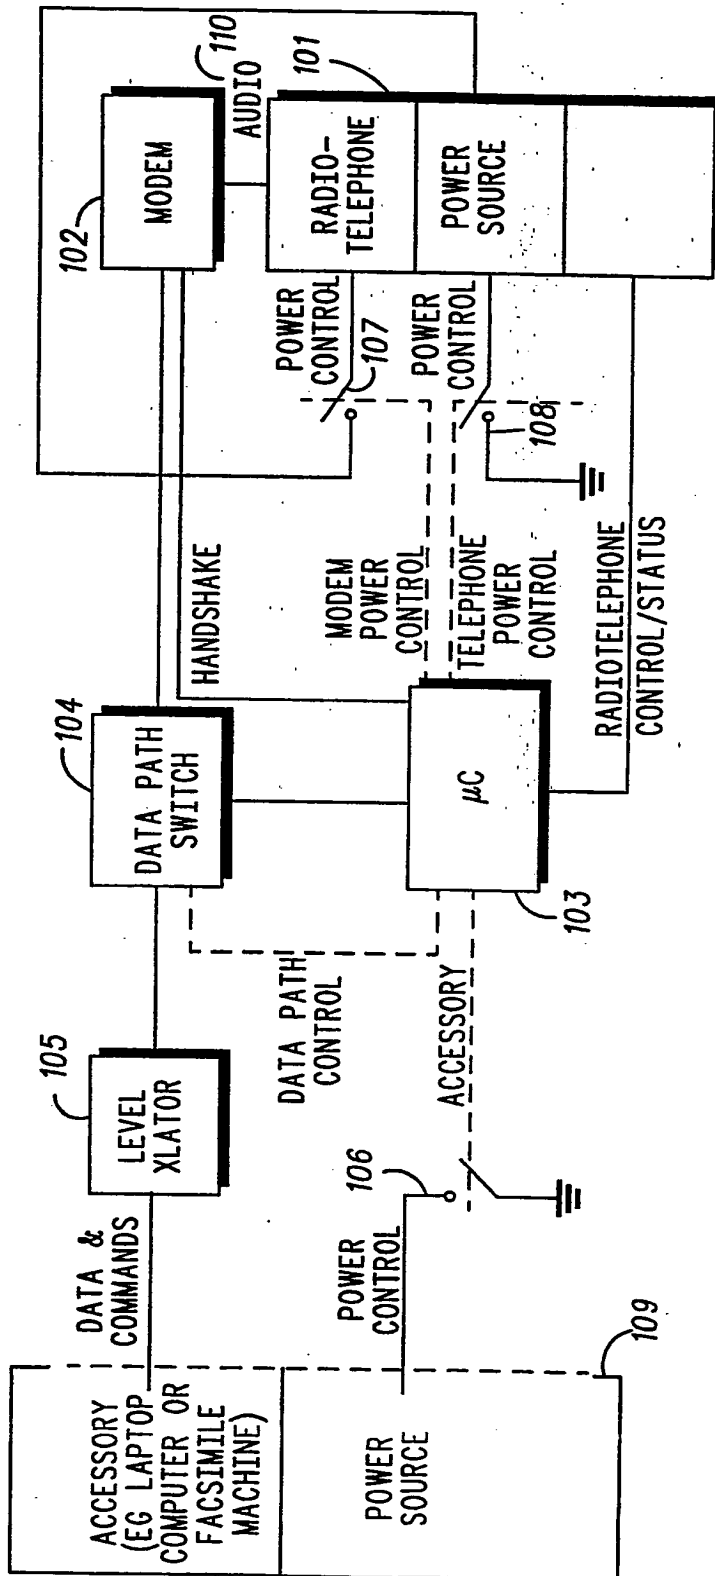 ACCESSORY
(EG LAPTOP
COMPUTER OR
FACSIMILE
MACHINE)
DATA &
COMMANDS
105
LEVEL
XLATOR
104
DATA PATH
SWITCH
HANDSHAKE
102
MODEM
110
AUDIO
101
RADIO-
TELEPHONE
POWER
SOURCE
POWER
CONTROL
107
POWER
CONTROL
108
MODEM
POWER
CONTROL
TELEPHONE
POWER
CONTROL
RADIOTELEPHONE
CONTROL/STATUS
μC
103
DATA PATH
CONTROL
ACCESSORY
106
POWER
CONTROL
POWER
SOURCE
109